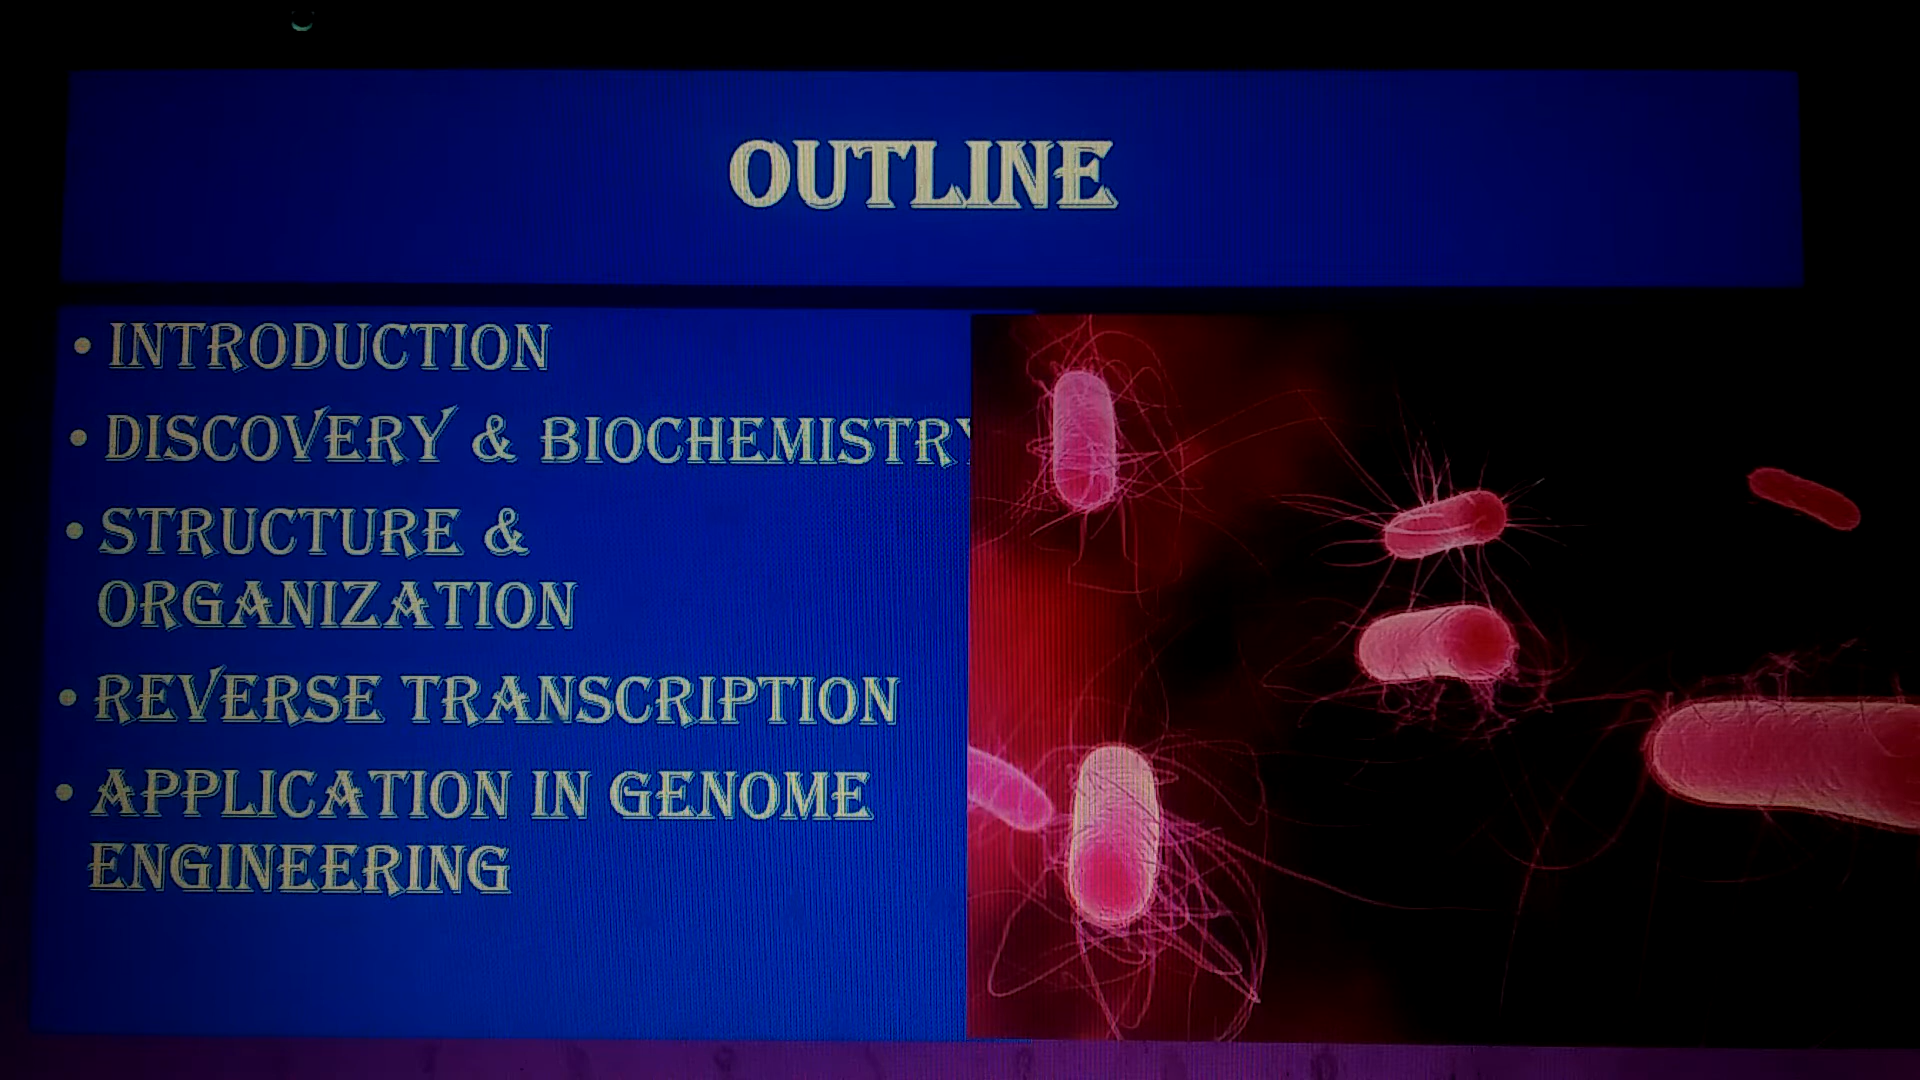 OUTLINE
• INTRODUCTION
• DISCOVERY & BIOCHEMISTRY
• STRUCTURE &
ORGANIZATION
• REVERSE TRANSCRIPTION
• APPLICATION IN GENOME
ENGINEERING